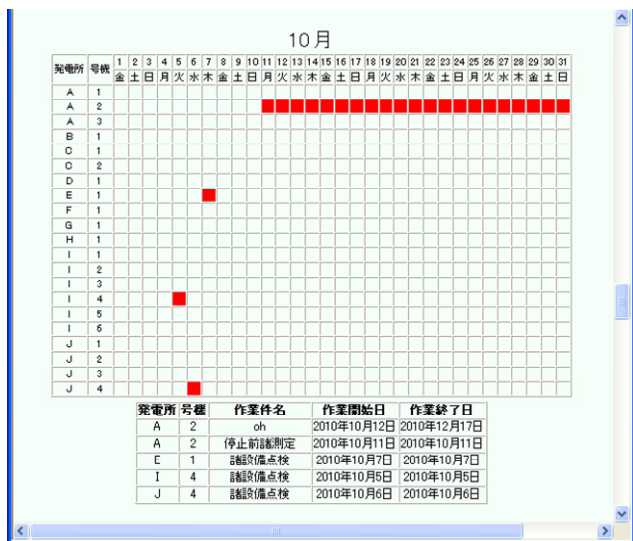 10月
発電所 号機 1 2 3 4 5 6 7 8 9 10 11 12 13 14 15 16 17 18 19 20 21 22 23 24 25 26 27 28 29 30 31
金 土 日 月 火 水 木 金 土 日 月 火 水 木 金 土 日 月 火 水 木 金 土 日 月 火 水 木 金 土 日
A 1
A 2
A 3
B 1
C 1
C 2
D 1
E 1
F 1
G 1
H 1
I 1
I 2
I 3
I 4
I 5
I 6
J 1
J 2
J 3
J 4
発電所 号機 作業件名 作業開始日 作業終了日
A 2 oh 2010年10月12日 2010年12月17日
A 2 停止前諸測定 2010年10月11日 2010年10月11日
E 1 諸設備点検 2010年10月7日 2010年10月7日
I 4 諸設備点検 2010年10月5日 2010年10月5日
J 4 諸設備点検 2010年10月6日 2010年10月6日